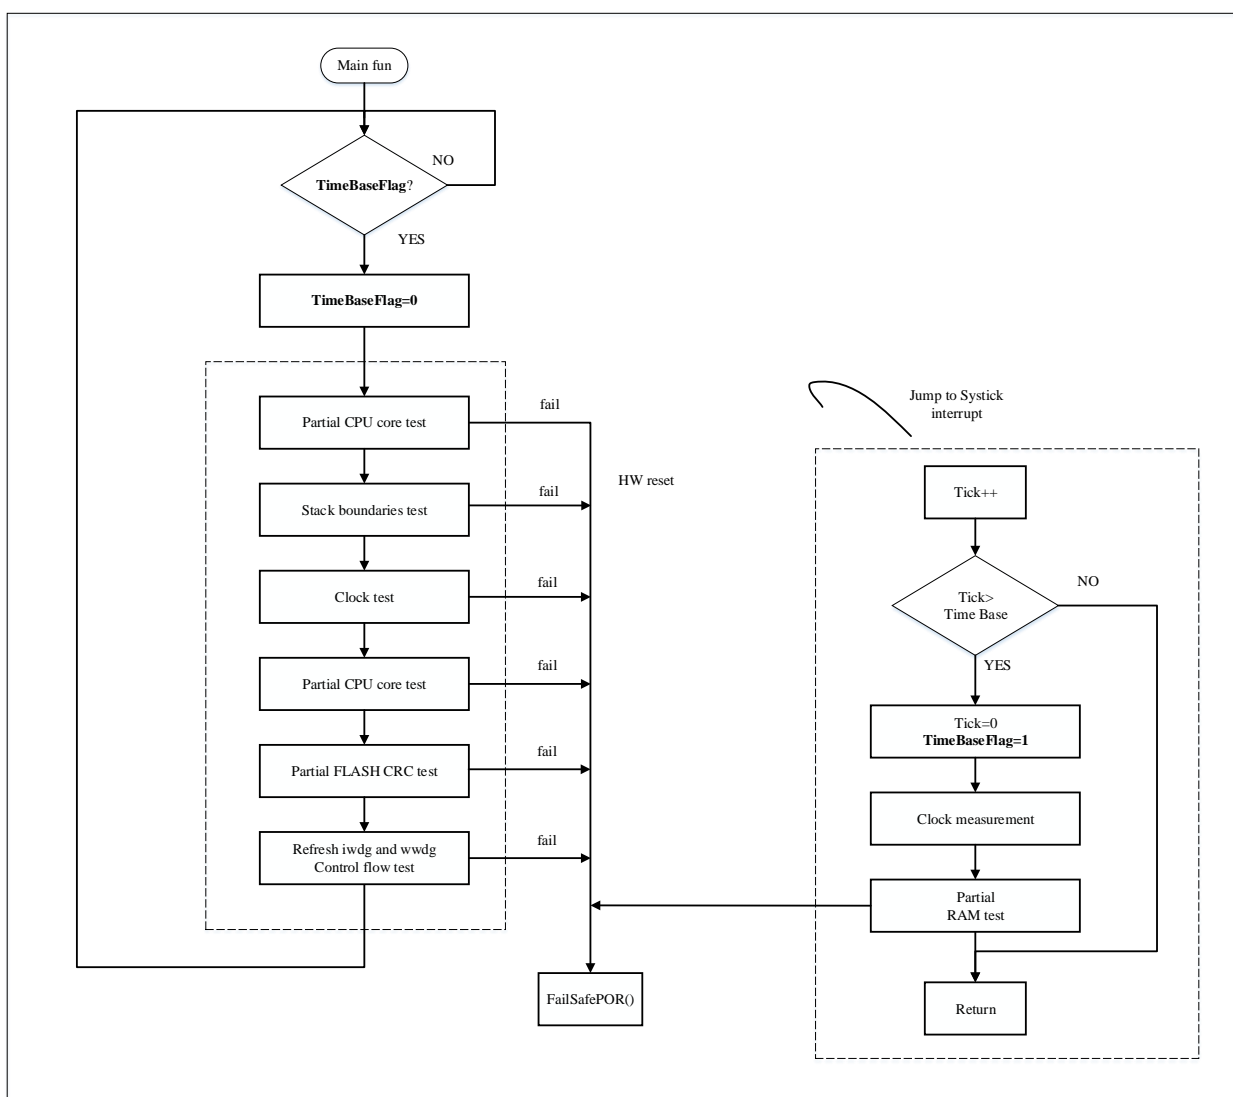 Main fun
NO
TimeBaseFlag?
YES
TimeBaseFlag=0
Partial CPU core test
fail
HW reset
Stack boundaries test
fail
Clock test
fail
Partial CPU core test
fail
Partial FLASH CRC test
fail
Refresh iwdg and wwdg
Control flow test
fail
FailSafePOR()
Jump to Systick
interrupt
Tick++
Tick>
Time Base
NO
YES
Tick=0
TimeBaseFlag=1
Clock measurement
Partial
RAM test
Return